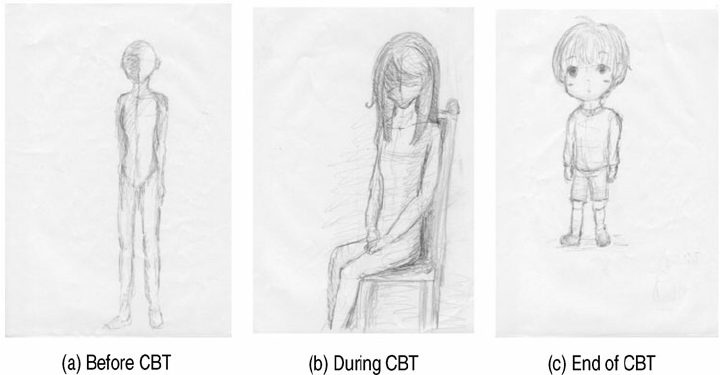 (a) Before CBT
(b) During CBT
(c) End of CBT